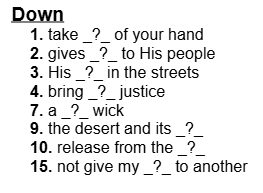 Down
1. take _?_ of your hand
2. gives _?_ to His people
3. His _?_ in the streets
4. bring _?_ justice
7. a _?_ wick
9. the desert and its _?_
10. release from the _?_
15. not give my _?_ to another